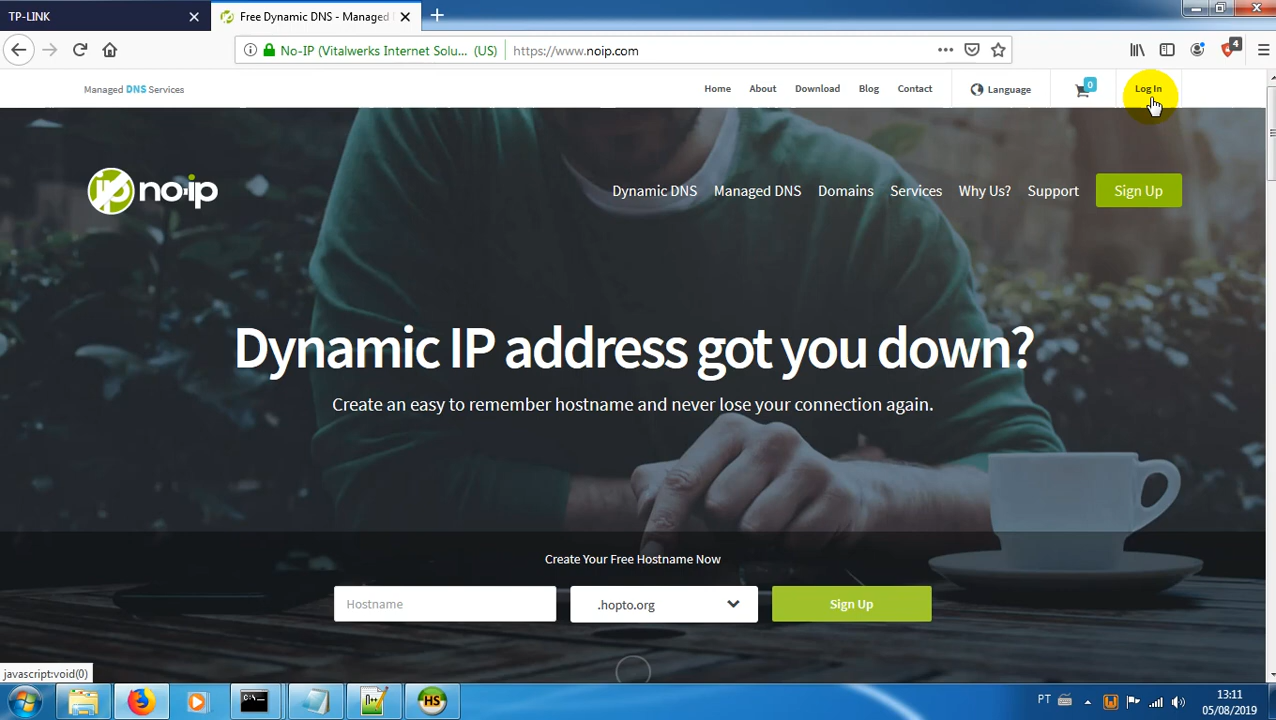 TP-LINK
Free Dynamic DNS - Managed
No-IP (Vitalwerks Internet Solu... (US)
https://www.noip.com
4
Managed DNS Services
Home
About
Download
Blog
Contact
Language
0
Log In
no-ip
Dynamic DNS
Managed DNS
Domains
Services
Why Us?
Support
Sign Up
Dynamic IP address got you down?
Create an easy to remember hostname and never lose your connection again.
Create Your Free Hostname Now
Hostname
.hopto.org
Sign Up
javascript:void(0)
C:\.
HS
PT
13:11
05/08/2019